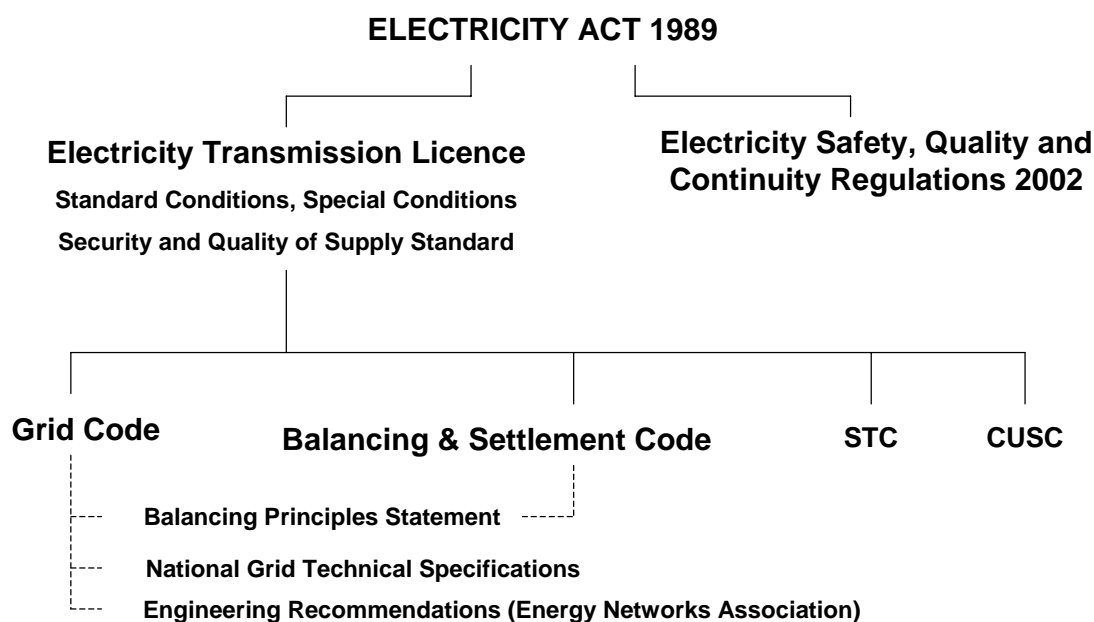 ELECTRICITY ACT 1989
Electricity Transmission Licence
Standard Conditions, Special Conditions
Security and Quality of Supply Standard
Electricity Safety, Quality and
Continuity Regulations 2002
Grid Code
Balancing & Settlement Code
STC
CUSC
Balancing Principles Statement
National Grid Technical Specifications
Engineering Recommendations (Energy Networks Association)